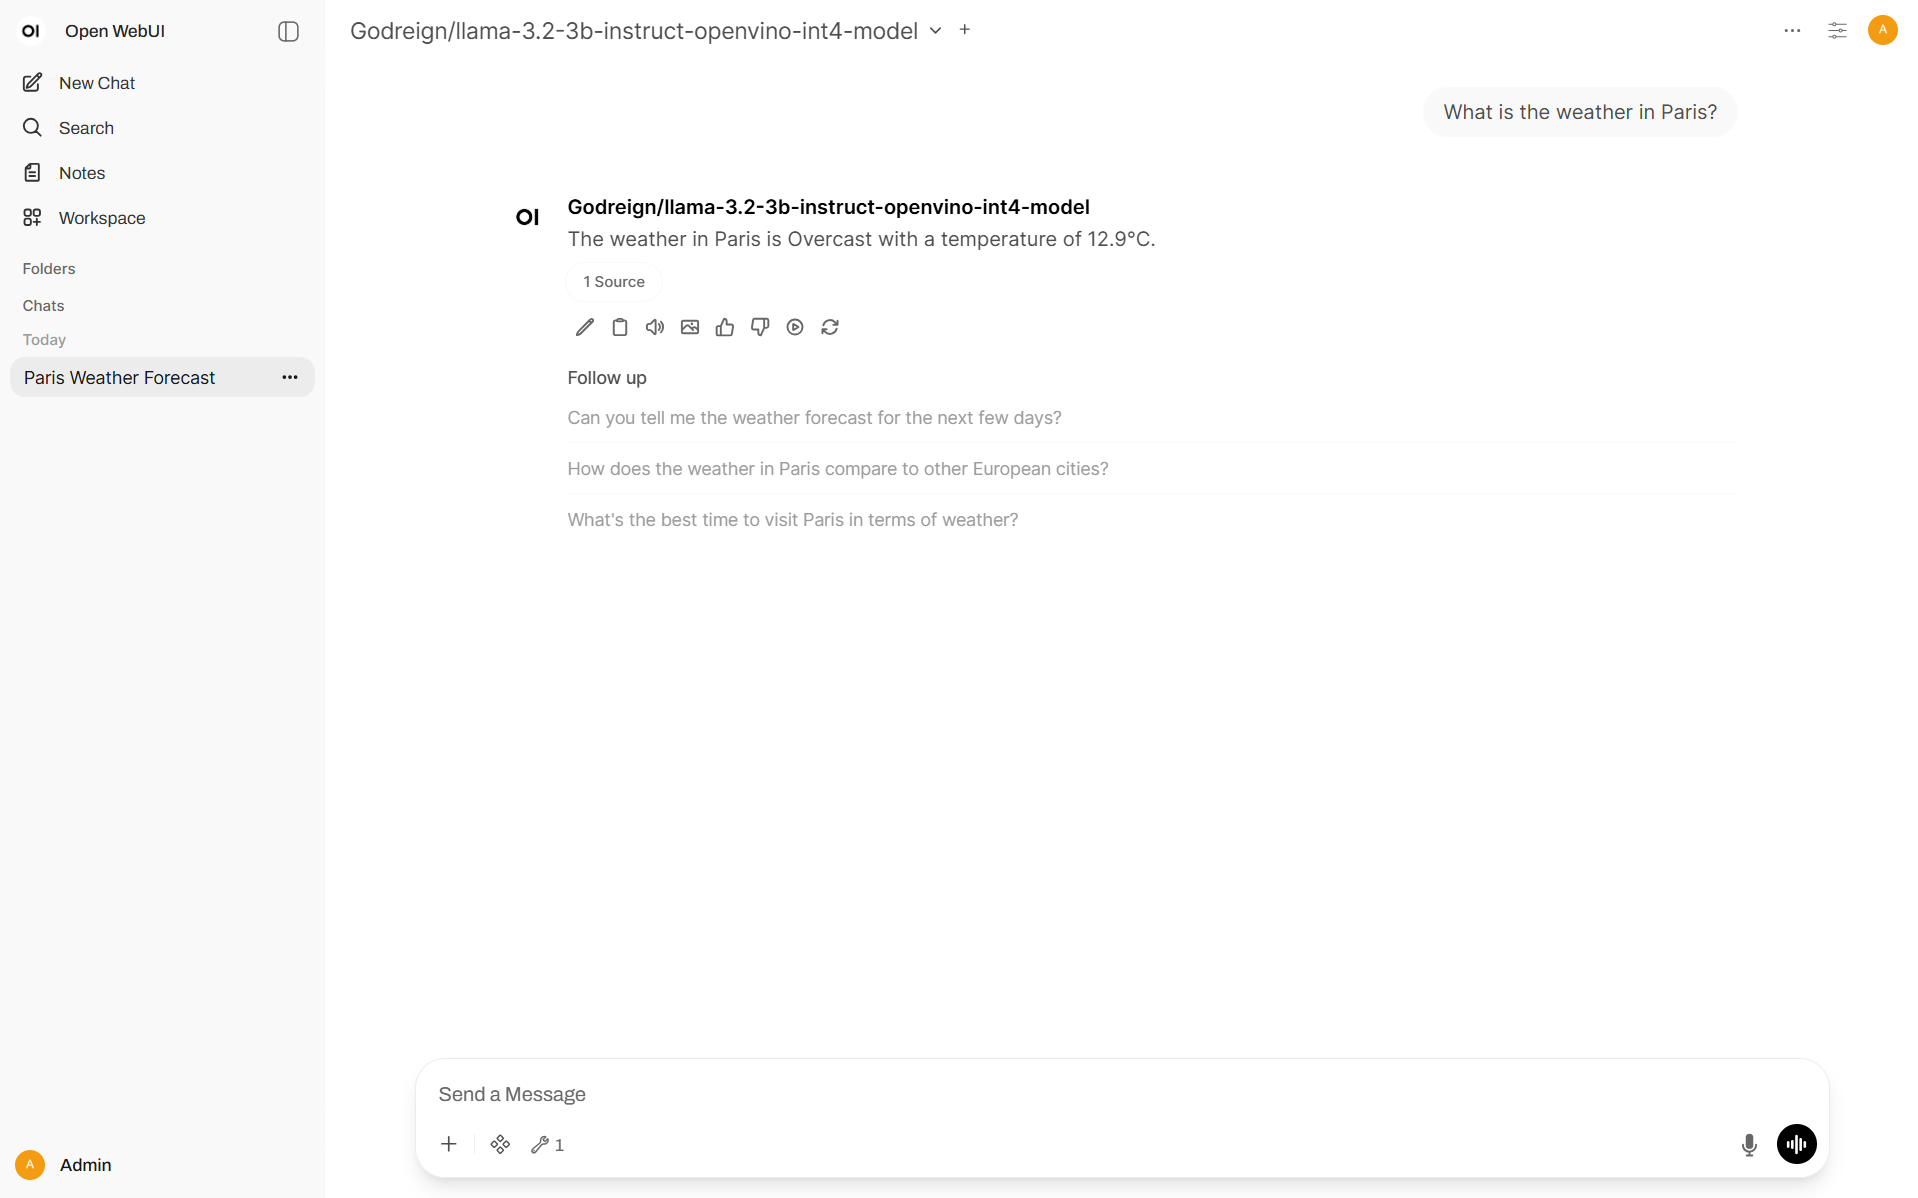 OI Open WebUI
New Chat
Search
Notes
Workspace
Folders
Chats
Today
Paris Weather Forecast
A Admin
Godreign/llama-3.2-3b-instruct-openvino-int4-model
A
What is the weather in Paris?
OI Godreign/llama-3.2-3b-instruct-openvino-int4-model
The weather in Paris is Overcast with a temperature of 12.9°C.
1 Source
Follow up
Can you tell me the weather forecast for the next few days?
How does the weather in Paris compare to other European cities?
What's the best time to visit Paris in terms of weather?
Send a Message
1